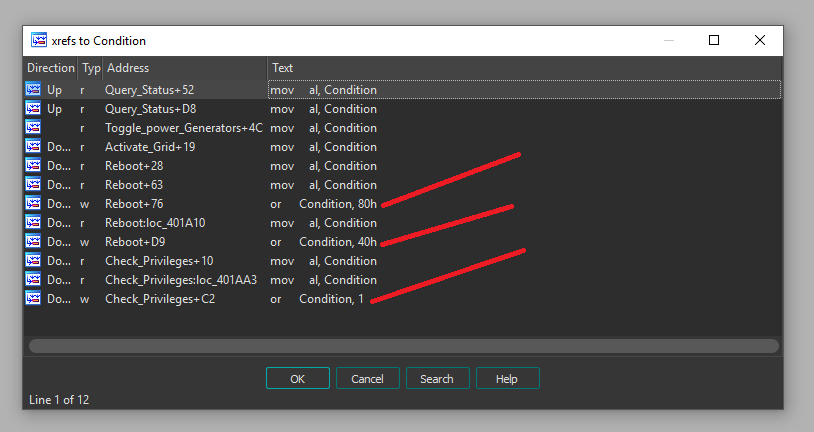 xrefs to Condition
Direction Typ Address Text
Up r Query_Status+52 mov al, Condition
Up r Query_Status+D8 mov al, Condition
r Toggle_power_Generators+4C mov al, Condition
Do... r Activate_Grid+19 mov al, Condition
Do... r Reboot+28 mov al, Condition
Do... r Reboot+63 mov al, Condition
Do... w Reboot+76 or Condition, 80h
Do... r Reboot:loc_401A10 mov al, Condition
Do... w Reboot+D9 or Condition, 40h
Do... r Check_Privileges+10 mov al, Condition
Do... r Check_Privileges:loc_401AA3 mov al, Condition
Do... w Check_Privileges+C2 or Condition, 1
OK Cancel Search Help
Line 1 of 12